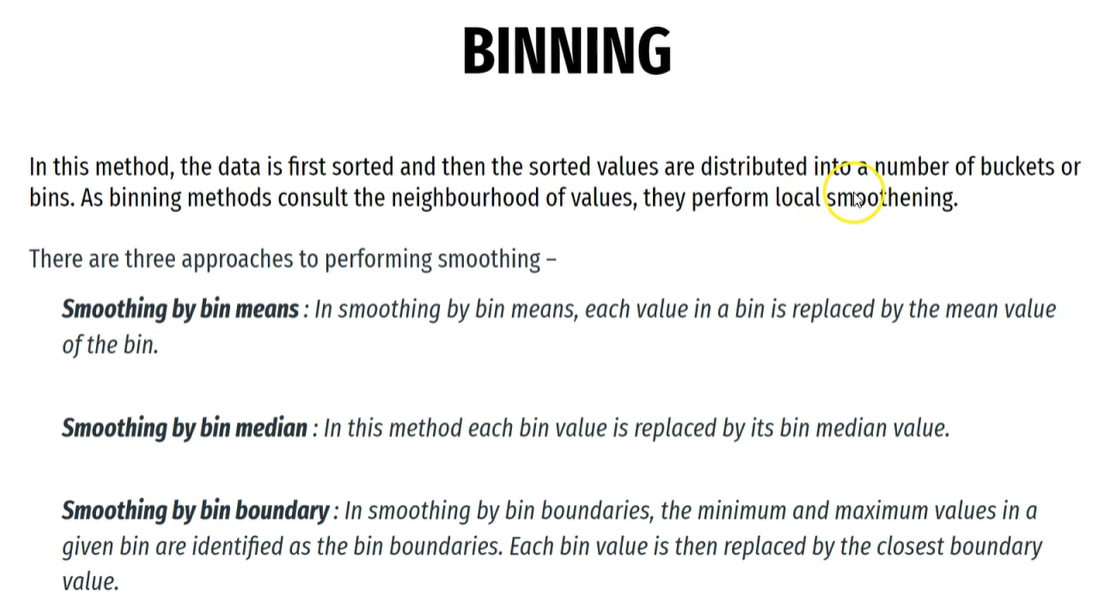 BINNING
In this method, the data is first sorted and then the sorted values are distributed into a number of buckets or
bins. As binning methods consult the neighbourhood of values, they perform local smoothening.
There are three approaches to performing smoothing –
Smoothing by bin means : In smoothing by bin means, each value in a bin is replaced by the mean value
of the bin.
Smoothing by bin median : In this method each bin value is replaced by its bin median value.
Smoothing by bin boundary : In smoothing by bin boundaries, the minimum and maximum values in a
given bin are identified as the bin boundaries. Each bin value is then replaced by the closest boundary
value.